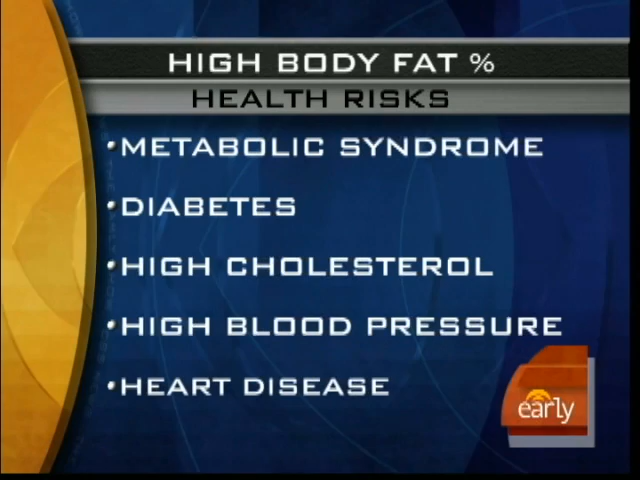 HIGH BODY FAT %
HEALTH RISKS
•METABOLIC SYNDROME
•DIABETES
•HIGH CHOLESTEROL
•HIGH BLOOD PRESSURE
•HEART DISEASE
early